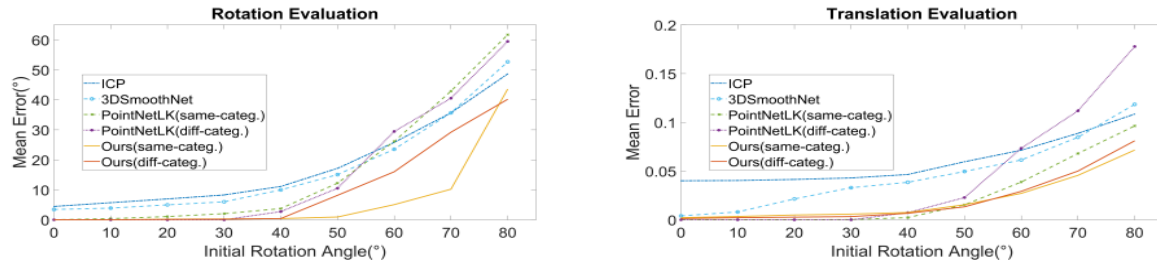 Rotation Evaluation
60
50
40
30
20
10
0
Mean Error(°)
ICP
3DSmoothNet
PointNetLK(same-categ.)
PointNetLK(diff-categ.)
Ours(same-categ.)
Ours(diff-categ.)
0 10 20 30 40 50 60 70 80
Initial Rotation Angle(°)
Translation Evaluation
0.2
0.15
0.1
0.05
0
Mean Error
ICP
3DSmoothNet
PointNetLK(same-categ.)
PointNetLK(diff-categ.)
Ours(same-categ.)
Ours(diff-categ.)
0 10 20 30 40 50 60 70 80
Initial Rotation Angle(°)